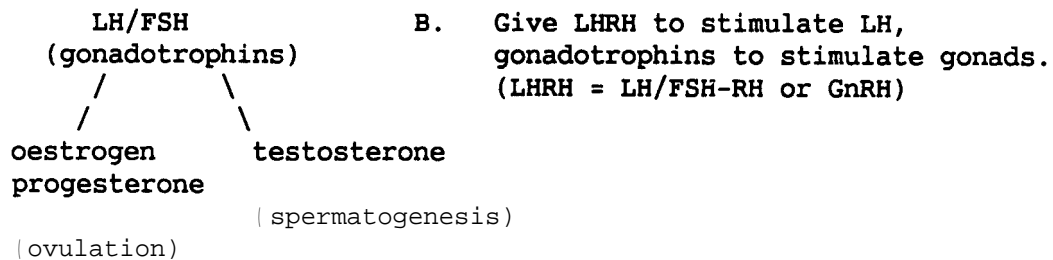 LH/FSH
(gonadotrophins)
/ \
/ \
oestrogen testosterone
progesterone
(spermatogenesis)
(ovulation)
B. Give LHRH to stimulate LH,
gonadotrophins to stimulate gonads.
(LHRH = LH/FSH-RH or GnRH)